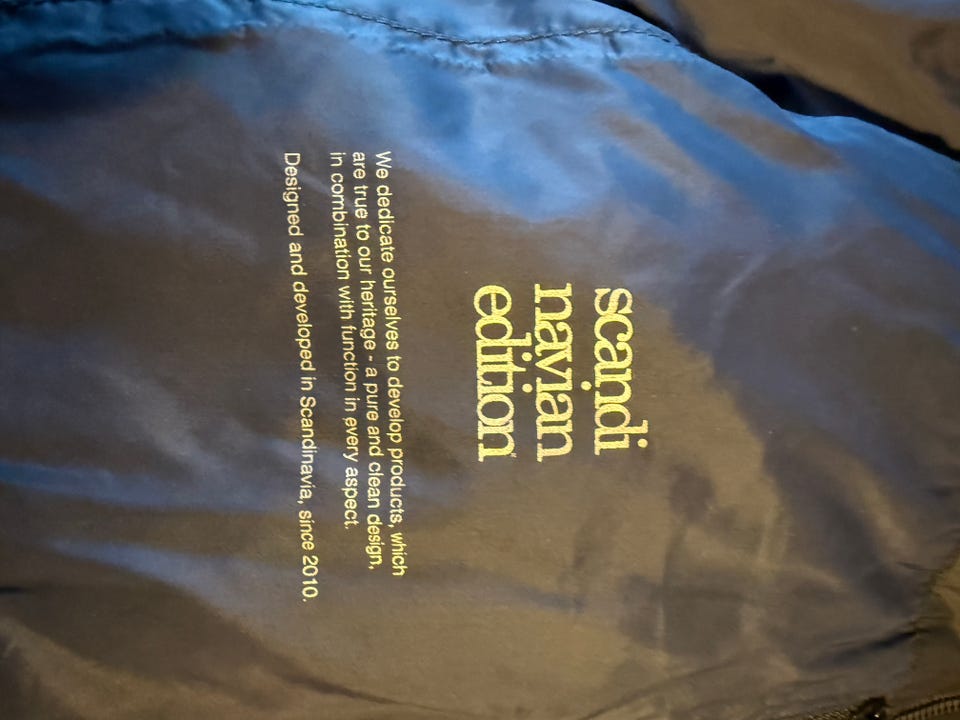 scandi
navian
edition
We dedicate ourselves to develop products, which
are true to our heritage - a pure and clean design,
in combination with function in every aspect.
Designed and developed in Scandinavia, since 2010.